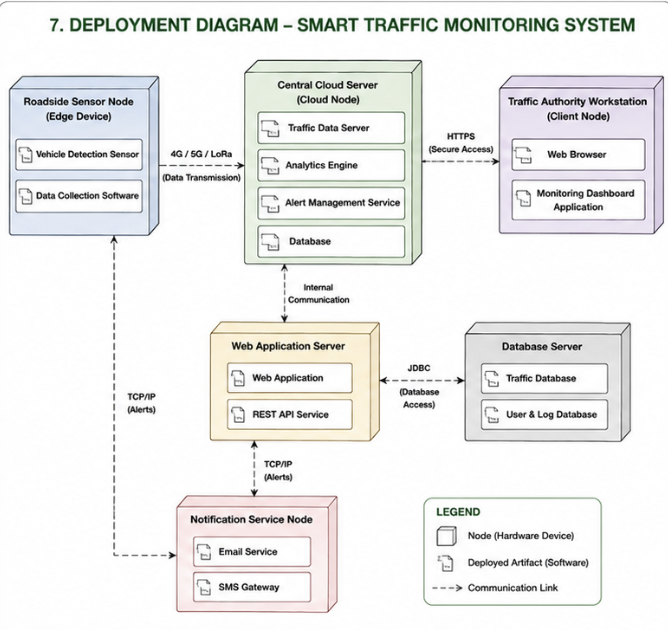 7. DEPLOYMENT DIAGRAM – SMART TRAFFIC MONITORING SYSTEM
Roadside Sensor Node
(Edge Device)
Vehicle Detection Sensor
Data Collection Software
4G / 5G / LoRa
(Data Transmission)
Central Cloud Server
(Cloud Node)
Traffic Data Server
Analytics Engine
Alert Management Service
Database
HTTPS
(Secure Access)
Traffic Authority Workstation
(Client Node)
Web Browser
Monitoring Dashboard
Application
Internal
Communication
Web Application Server
Web Application
REST API Service
JDBC
(Database
Access)
Database Server
Traffic Database
User & Log Database
TCP/IP
(Alerts)
TCP/IP
(Alerts)
Notification Service Node
Email Service
SMS Gateway
LEGEND
Node (Hardware Device)
Deployed Artifact (Software)
Communication Link